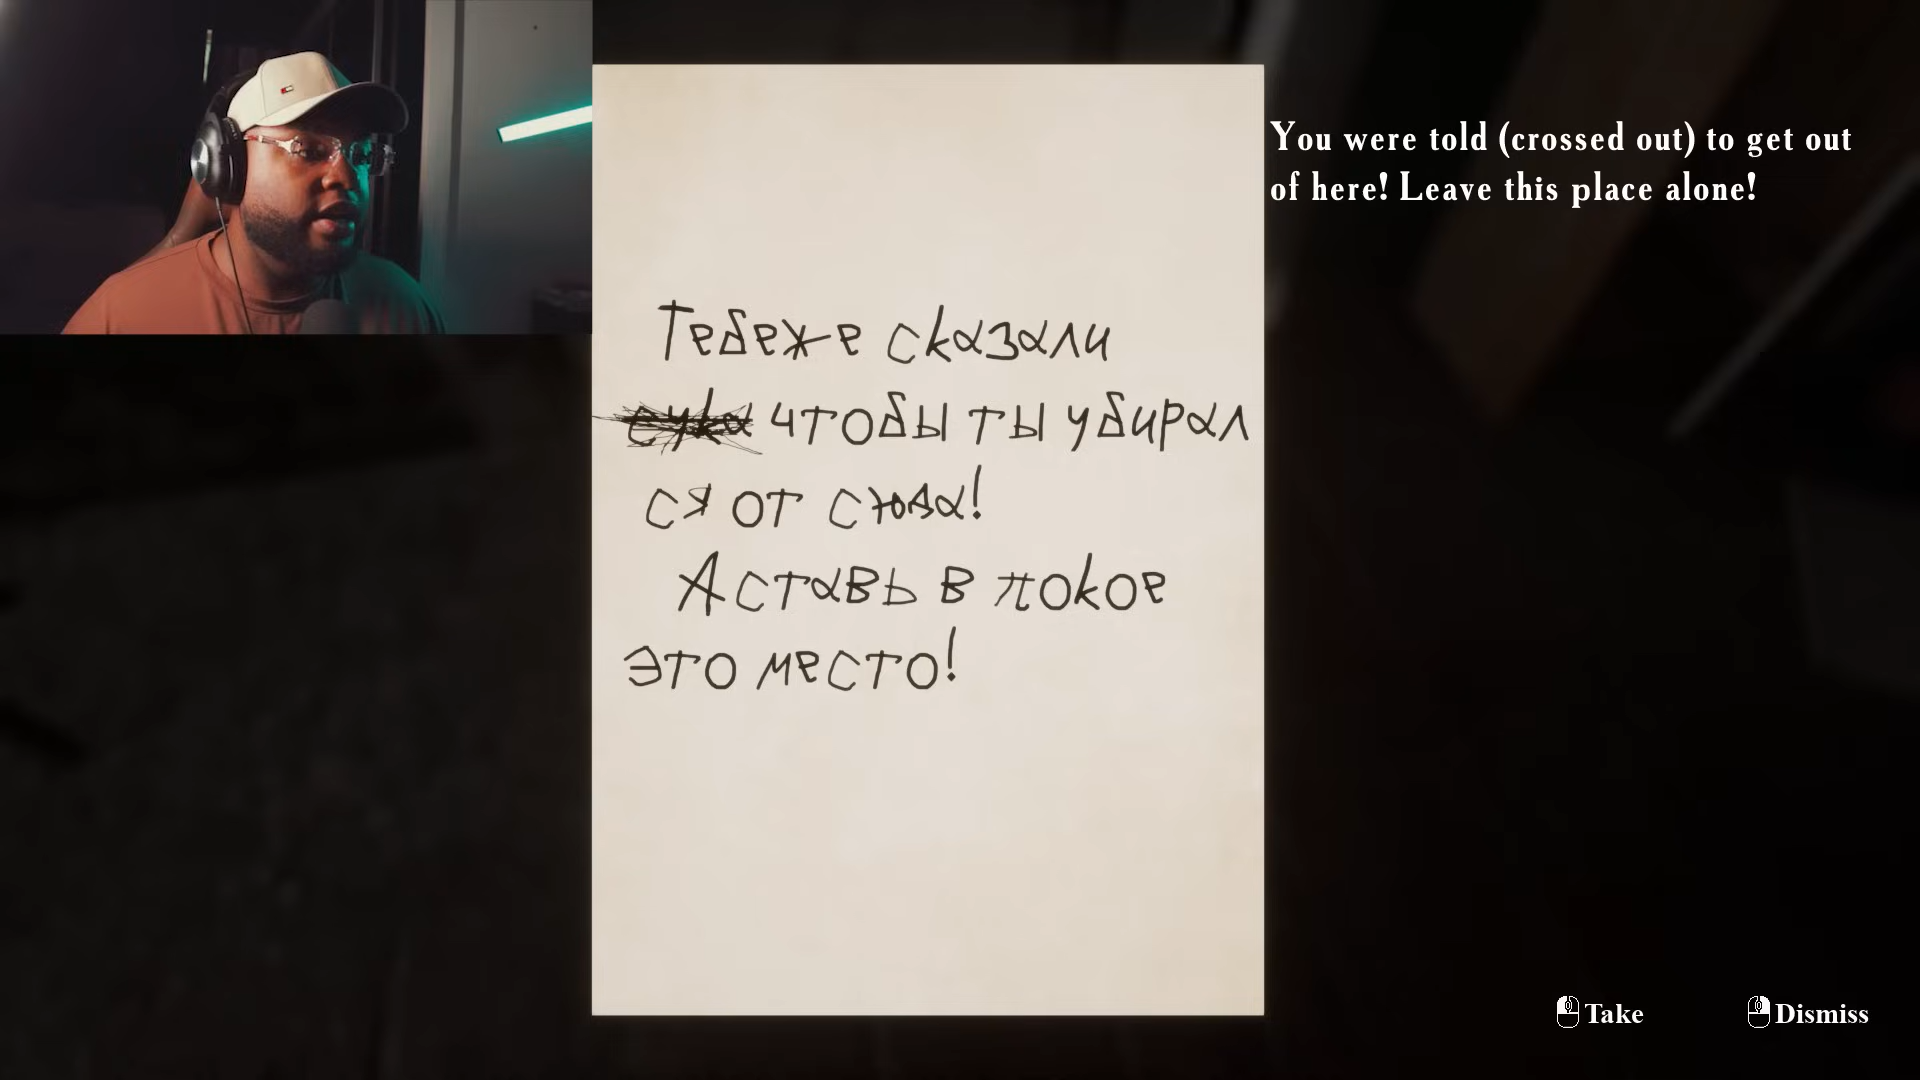 You were told (crossed out) to get out
of here! Leave this place alone!
Тебеже сказали
сука чтобы ты убирал
ся от сюда!
Аставь в покое
это место!
Take
Dismiss